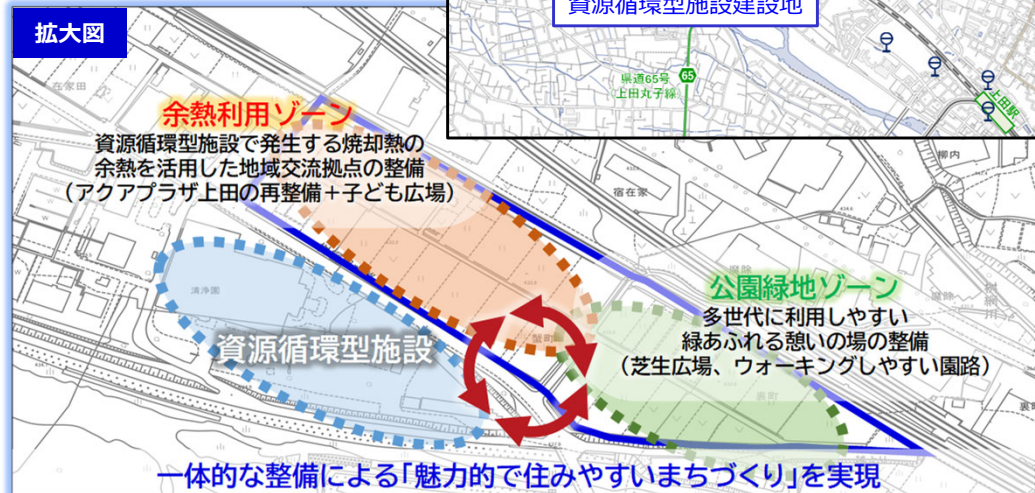 拡大図
資源循環型施設建設地
県道65号
上田丸子線
65
上田駅
在家田
余熱利用ゾーン
資源循環型施設で発生する焼却熱の
余熱を活用した地域交流拠点の整備
(アクアプラザ上田の再整備+子ども広場)
柳内
宿在家
清浄園
資源循環型施設
蟹町
公園緑地ゾーン
多世代に利用しやすい
緑あふれる憩いの場の整備
(芝生広場、ウォーキングしやすい園路)
裏町
一体的な整備による「魅力的で住みやすいまちづくり」を実現